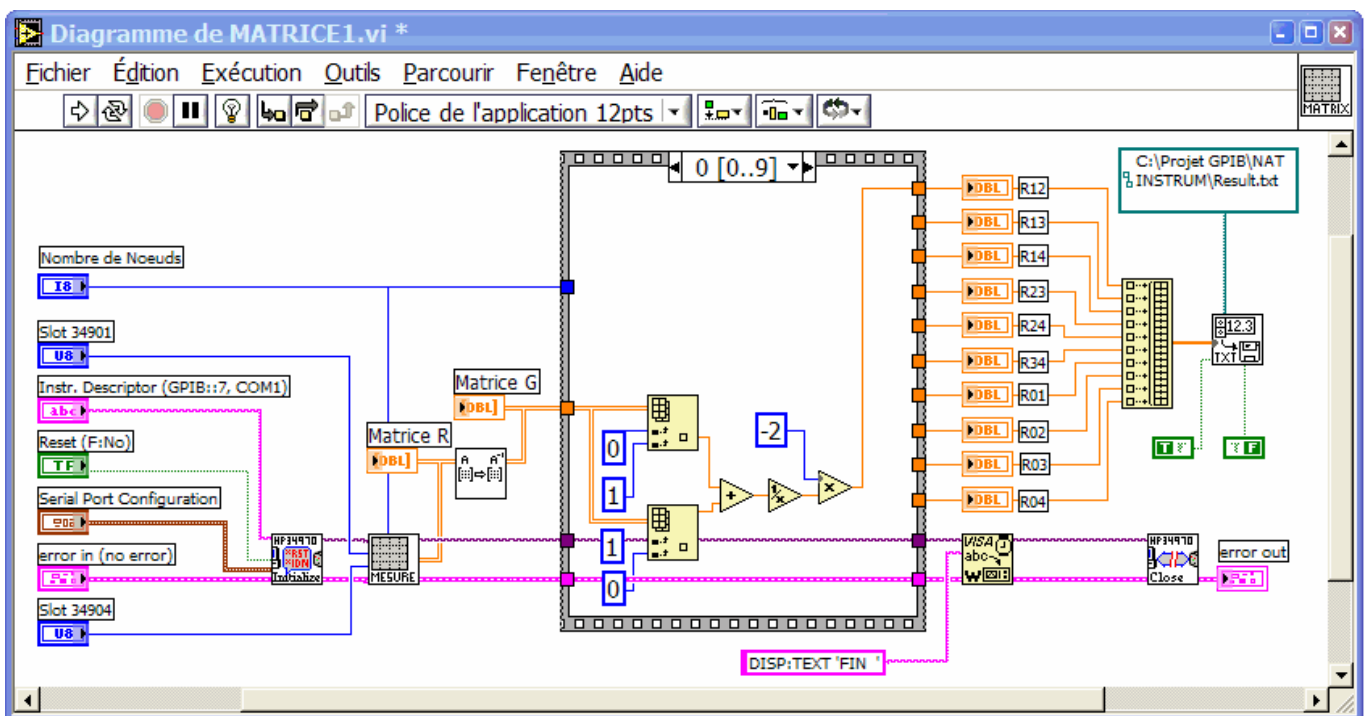 Diagramme de MATRICE1.vi *
Fichier Édition Exécution Outils Parcourir Fenêtre Aide
Police de l'application 12pts
MATRIX
0 [0..9]
C:\Projet GPIB\NAT
INSTRUM\Result.txt
DBL R12
DBL R13
DBL R14
DBL R23
DBL R24
DBL R34
DBL R01
DBL R02
DBL R03
DBL R04
12.3
TXT
T F
Nombre de Noeuds
I8
Slot 34901
U8
Instr. Descriptor (GPIB::7, COM1)
abc
Reset (F:No)
TF
Serial Port Configuration
error in (no error)
Slot 34904
U8
HP34970
*RST
*IDN
Initialize
MESURE
Matrice R
DBL]
Matrice G
DBL]
A A⁻¹
0
1
1
0
-2
+
1/x
x
VISA
abc
W
DISP:TEXT 'FIN '
HP34970
Close
error out